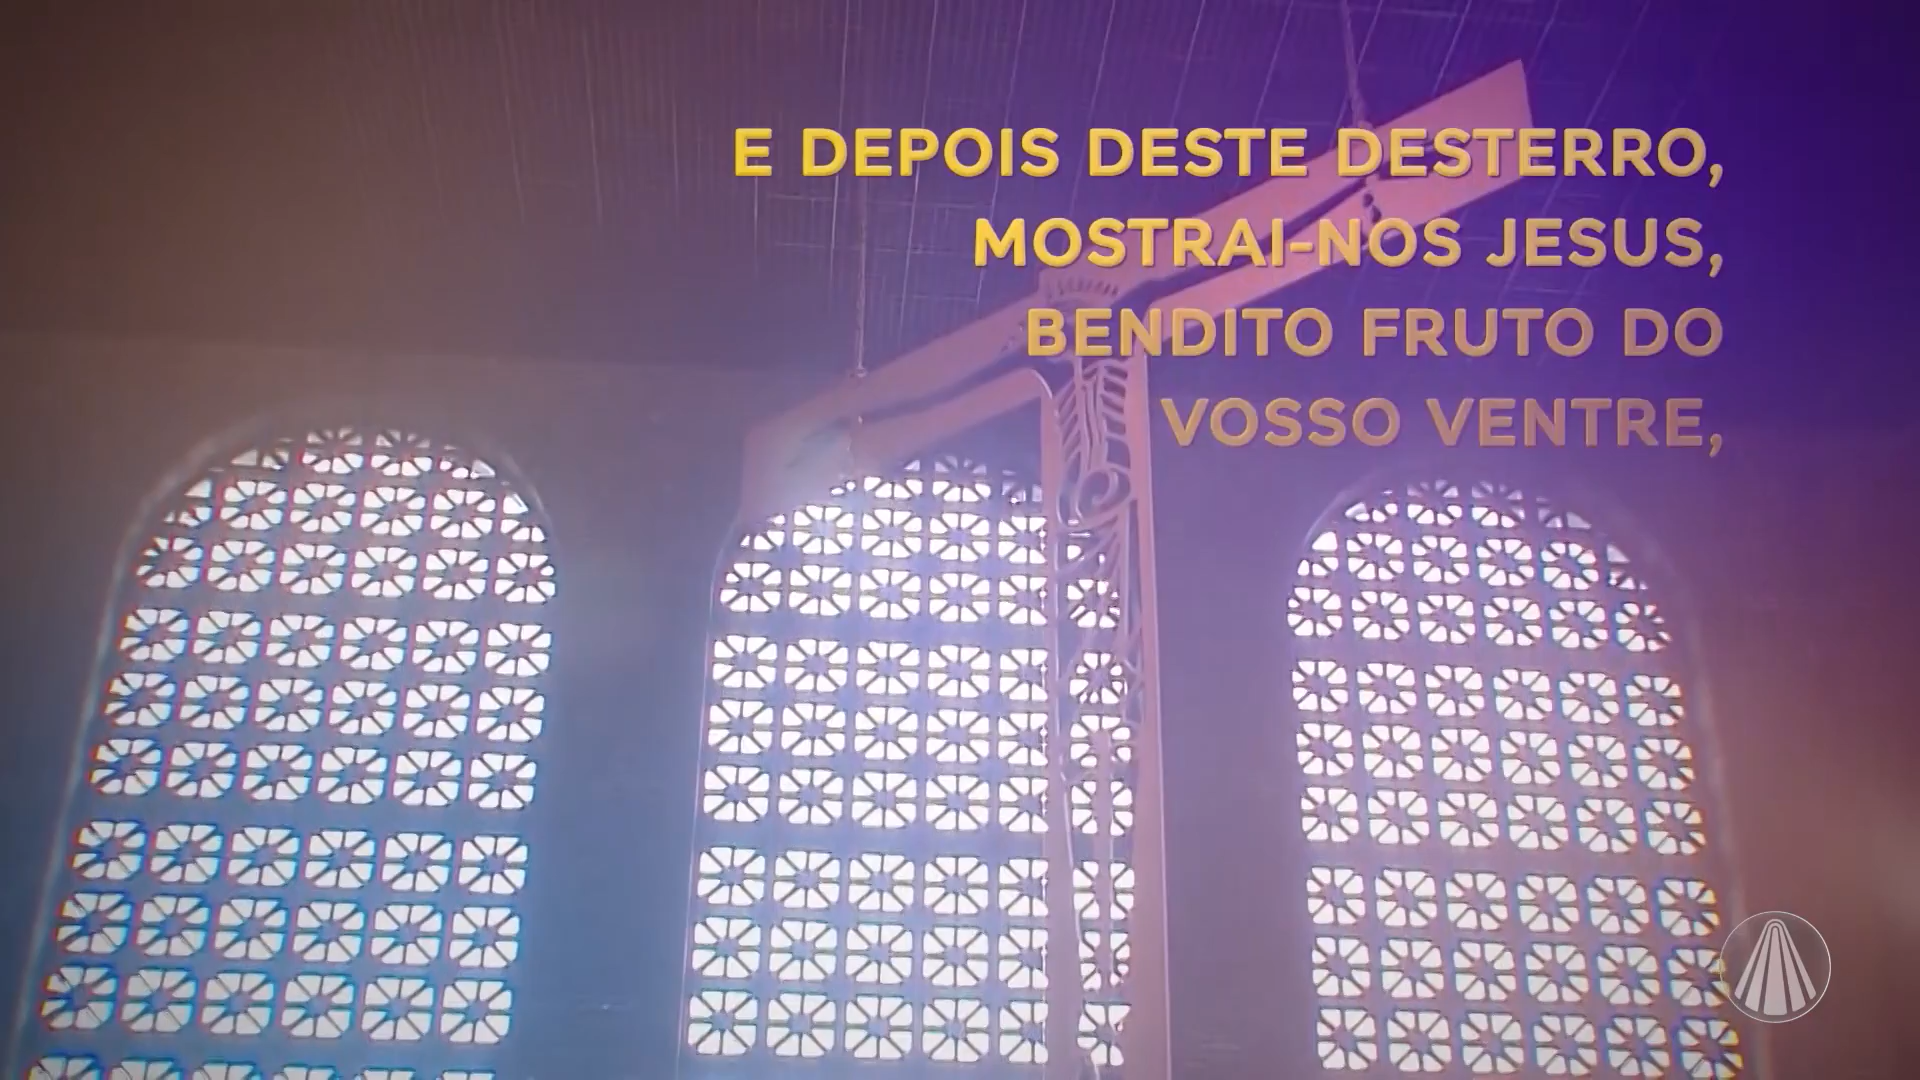 E DEPOIS DESTE DESTERRO,
MOSTRAI-NOS JESUS,
BENDITO FRUTO DO
VOSSO VENTRE,